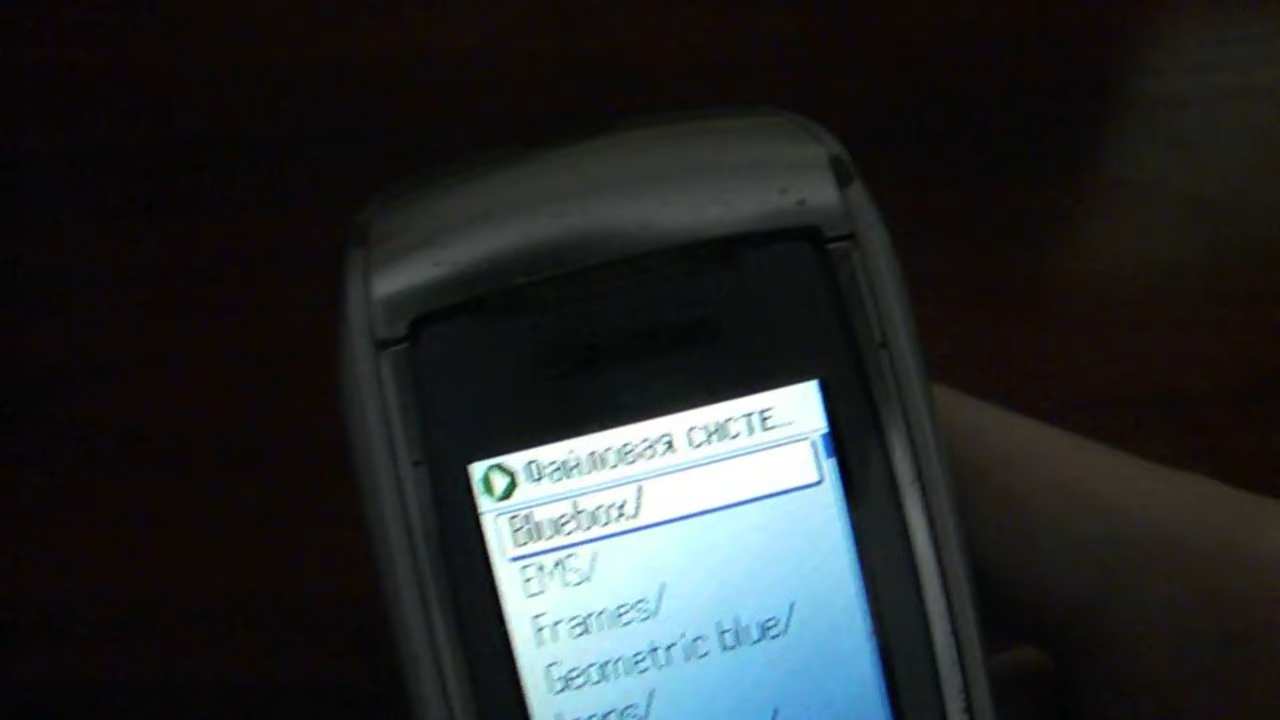 Файловая систе...
Bluebox/
EMS/
Frames/
Geometric blue/